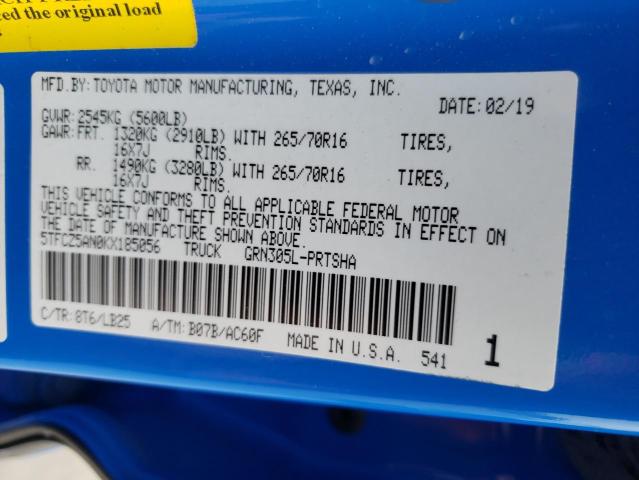 ced the original load
MFD.BY: TOYOTA MOTOR MANUFACTURING, TEXAS, INC.
DATE: 02/19
GVWR: 2545KG (5600LB)
GAWR: FRT. 1320KG (2910LB) WITH 265/70R16 TIRES,
16X7J RIMS.
RR. 1490KG (3280LB) WITH 265/70R16 TIRES,
16X7J RIMS.
THIS VEHICLE CONFORMS TO ALL APPLICABLE FEDERAL MOTOR
VEHICLE SAFETY AND THEFT PREVENTION STANDARDS IN EFFECT ON
THE DATE OF MANUFACTURE SHOWN ABOVE.
5TFCZ5AN0KX185056 TRUCK GRN305L-PRTSHA
C/TR: 8T6/LB25 A/TM: B07B/AC60F MADE IN U.S.A. 541 1